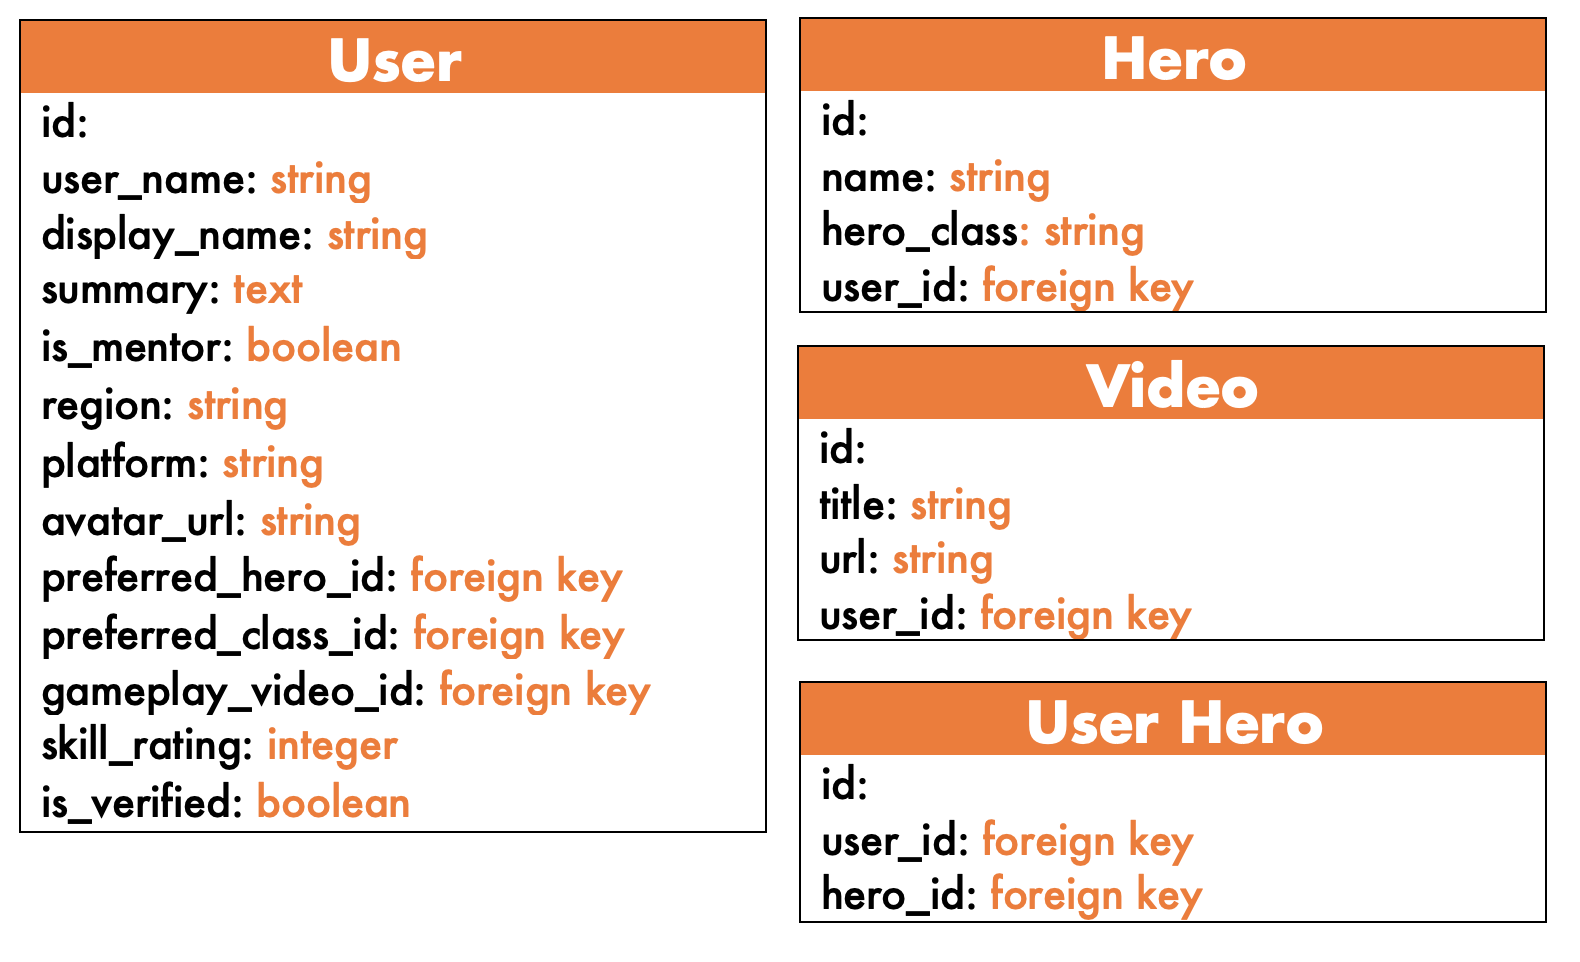 User
id:
user_name: string
display_name: string
summary: text
is_mentor: boolean
region: string
platform: string
avatar_url: string
preferred_hero_id: foreign key
preferred_class_id: foreign key
gameplay_video_id: foreign key
skill_rating: integer
is_verified: boolean
Hero
id:
name: string
hero_class: string
user_id: foreign key
Video
id:
title: string
url: string
user_id: foreign key
User Hero
id:
user_id: foreign key
hero_id: foreign key